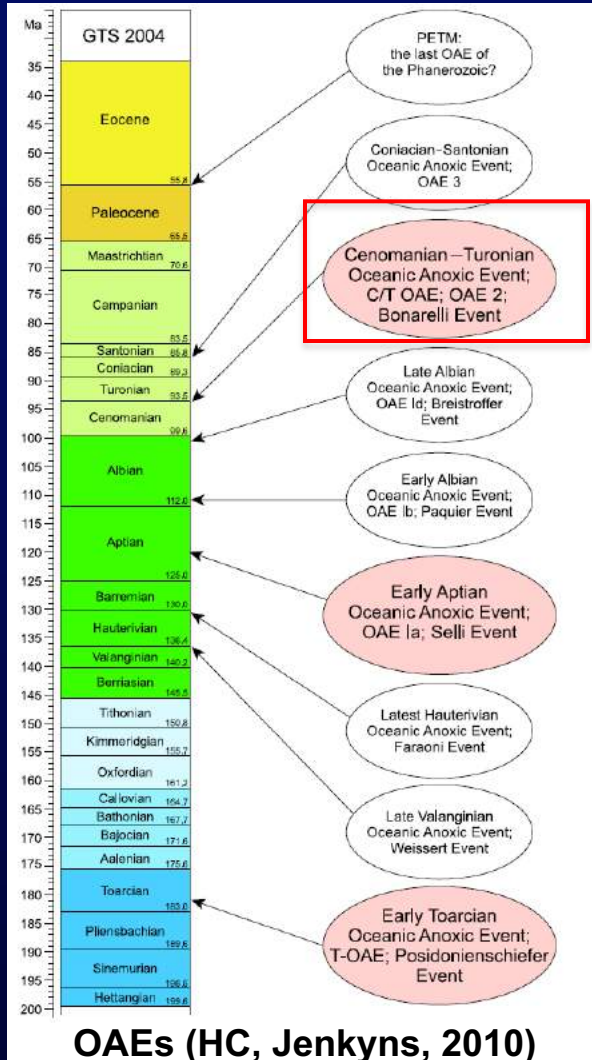 Ma
GTS 2004
35
40
45
50
55
60
65
70
75
80
85
90
95
100
105
110
115
120
125
130
135
140
145
150
155
160
165
170
175
180
185
190
195
200
Eocene
55,8
Paleocene
65,5
Maastrichtian
70,6
Campanian
83,5
Santonian
85,8
Coniacian
89,3
Turonian
93,5
Cenomanian
99,6
Albian
112,0
Aptian
125,0
Barremian
130,0
Hauterivian
136,4
Valanginian
140,2
Berriasian
145,5
Tithonian
150,8
Kimmeridgian
155,7
Oxfordian
161,2
Callovian
164,7
Bathonian
167,7
Bajocian
171,6
Aalenian
175,6
Toarcian
183,0
Pliensbachian
189,6
Sinemurian
196,5
Hettangian
199,6
PETM:
the last OAE of
the Phanerozoic?
Coniacian–Santonian
Oceanic Anoxic Event;
OAE 3
Cenomanian–Turonian
Oceanic Anoxic Event;
C/T OAE; OAE 2;
Bonarelli Event
Late Albian
Oceanic Anoxic Event;
OAE Id; Breistroffer
Event
Early Albian
Oceanic Anoxic Event;
OAE Ib; Paquier Event
Early Aptian
Oceanic Anoxic Event;
OAE Ia; Selli Event
Latest Hauterivian
Oceanic Anoxic Event;
Faraoni Event
Late Valanginian
Oceanic Anoxic Event;
Weissert Event
Early Toarcian
Oceanic Anoxic Event;
T-OAE; Posidonienschiefer
Event
OAEs (HC, Jenkyns, 2010)